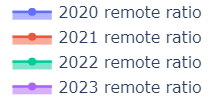 2020 remote ratio
2021 remote ratio
2022 remote ratio
2023 remote ratio